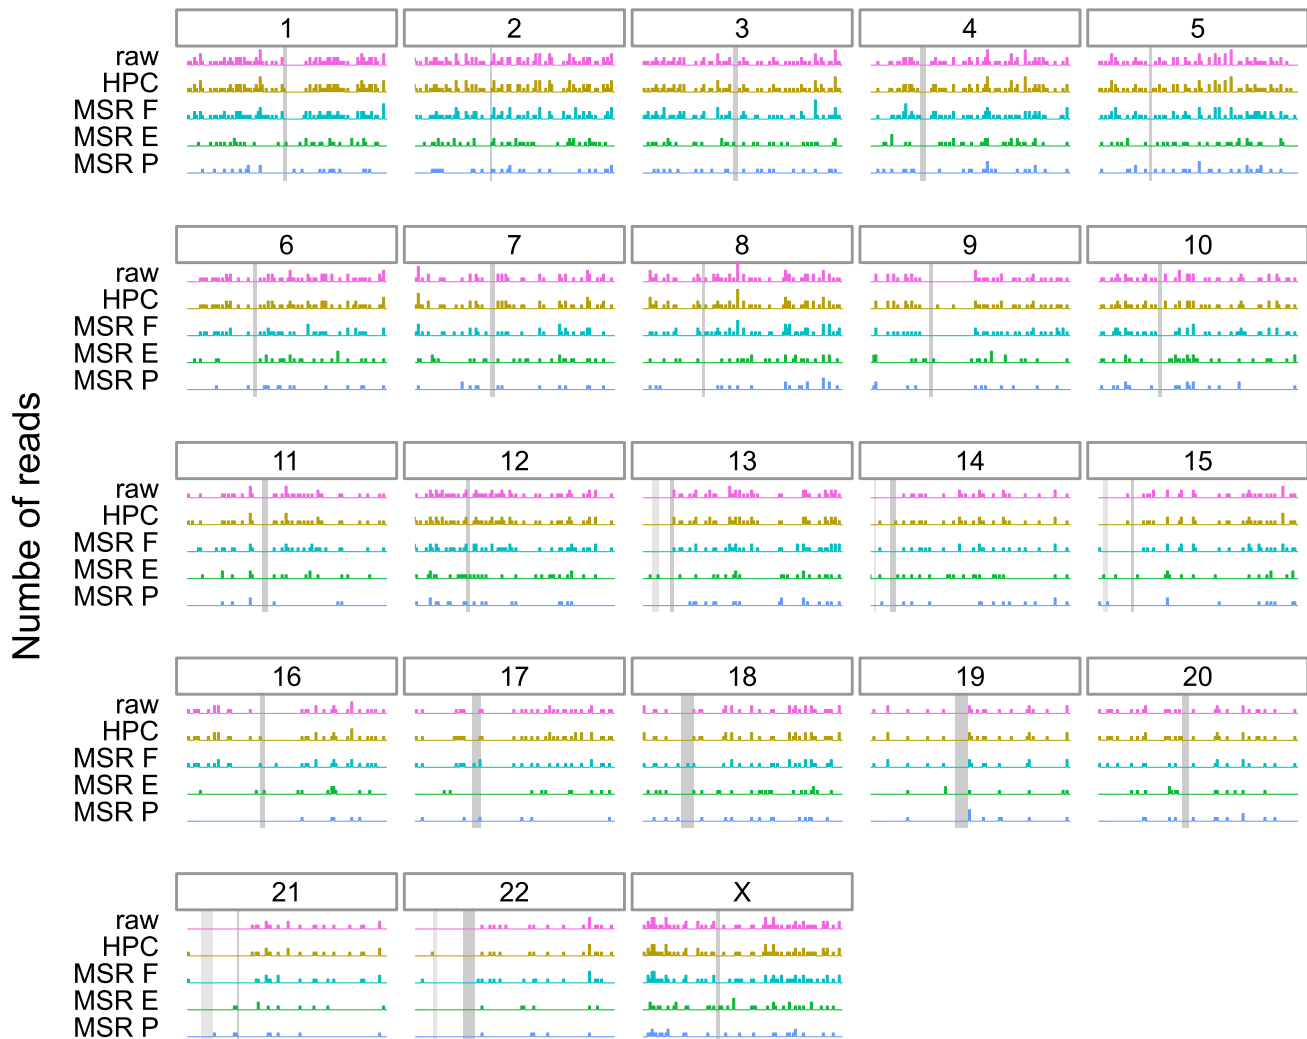 Number of reads
1 2 3 4 5
raw
HPC
MSR F
MSR E
MSR P
6 7 8 9 10
raw
HPC
MSR F
MSR E
MSR P
11 12 13 14 15
raw
HPC
MSR F
MSR E
MSR P
16 17 18 19 20
raw
HPC
MSR F
MSR E
MSR P
21 22 X
raw
HPC
MSR F
MSR E
MSR P